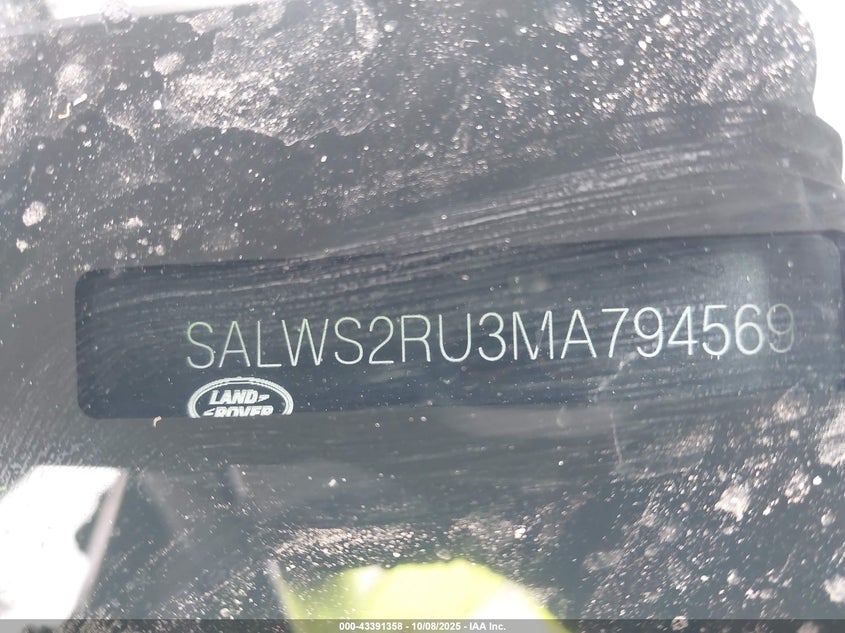 SALWS2RU3MA794569
LAND
ROVER
000-43391358 - 10/08/2025 - IAA Inc.